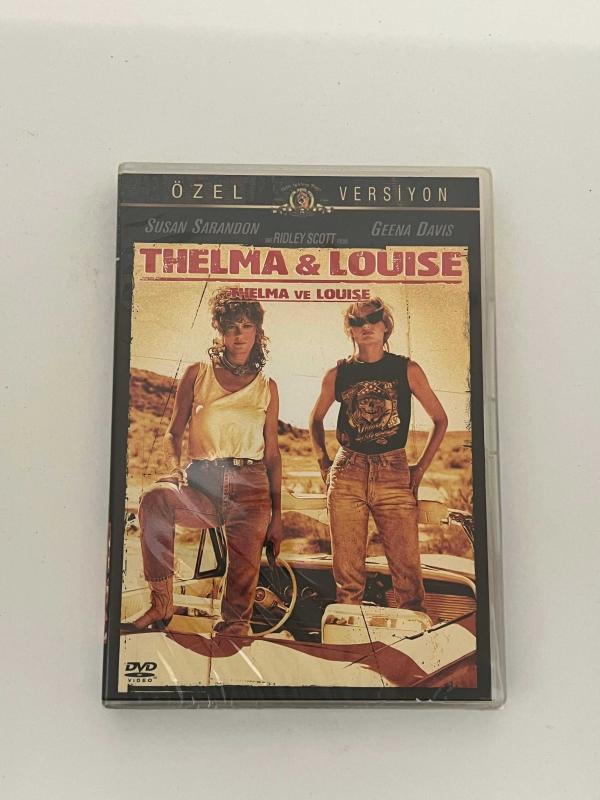 ÖZEL VERSİYON
SUSAN SARANDON GEENA DAVIS
RIDLEY SCOTT
THELMA & LOUISE
THELMA VE LOUISE
DVD
VIDEO